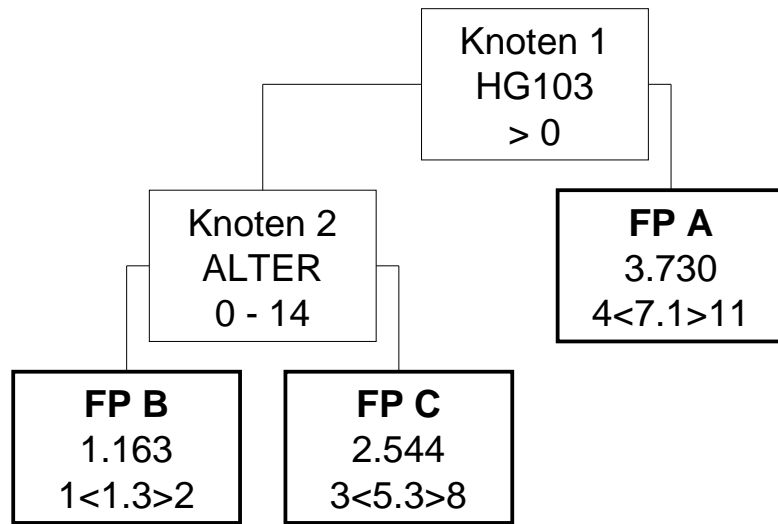 Knoten 1
HG103
> 0
Knoten 2
ALTER
0 - 14
FP A
3.730
4<7.1>11
FP B
1.163
1<1.3>2
FP C
2.544
3<5.3>8